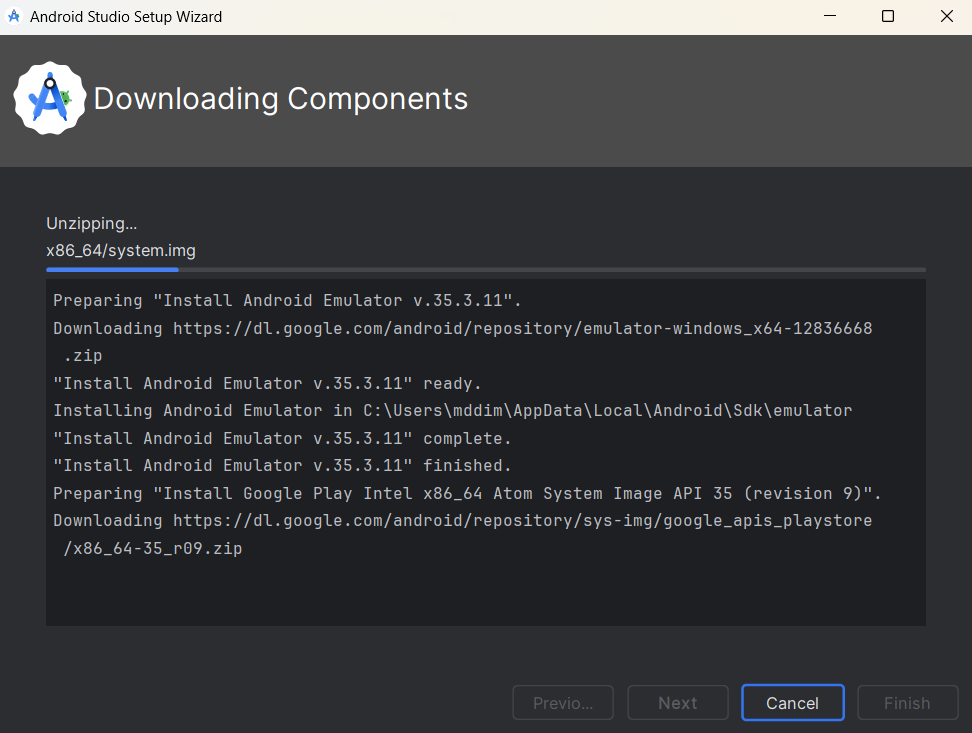 Android Studio Setup Wizard
Downloading Components
Unzipping...
x86_64/system.img
Preparing "Install Android Emulator v.35.3.11".
Downloading https://dl.google.com/android/repository/emulator-windows_x64-12836668
.zip
"Install Android Emulator v.35.3.11" ready.
Installing Android Emulator in C:\Users\mddim\AppData\Local\Android\Sdk\emulator
"Install Android Emulator v.35.3.11" complete.
"Install Android Emulator v.35.3.11" finished.
Preparing "Install Google Play Intel x86_64 Atom System Image API 35 (revision 9)".
Downloading https://dl.google.com/android/repository/sys-img/google_apis_playstore
/x86_64-35_r09.zip
Previo... Next Cancel Finish